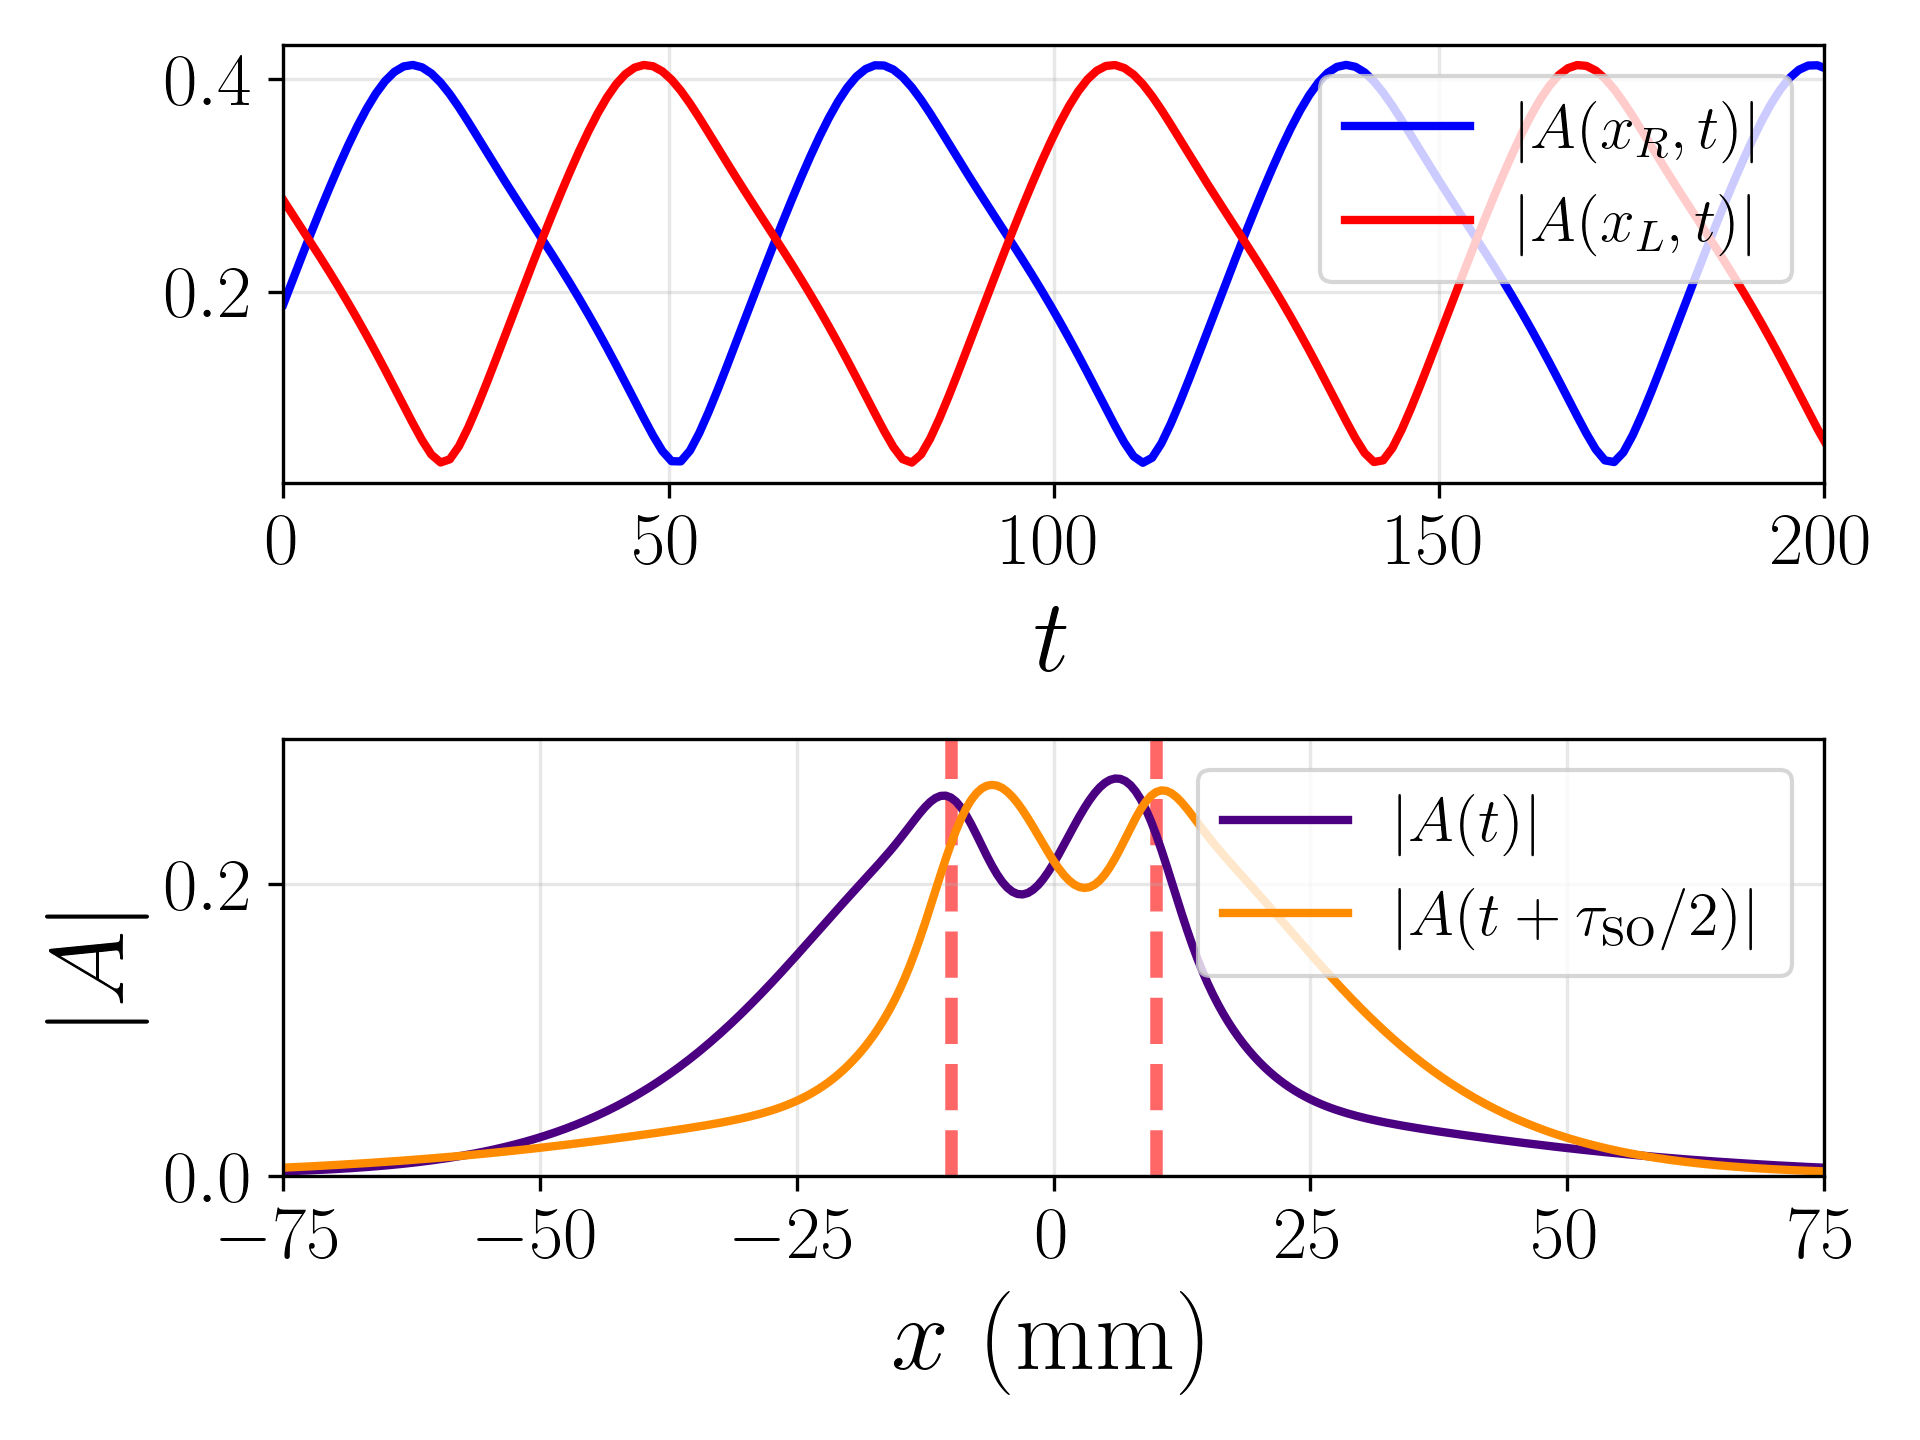 0.4
0.2
|A(x_R, t)|
|A(x_L, t)|
0 50 100 150 200
t
|A|
0.2
0.0
|A(t)|
|A(t + τ_SO/2)|
−75 −50 −25 0 25 50 75
x (mm)